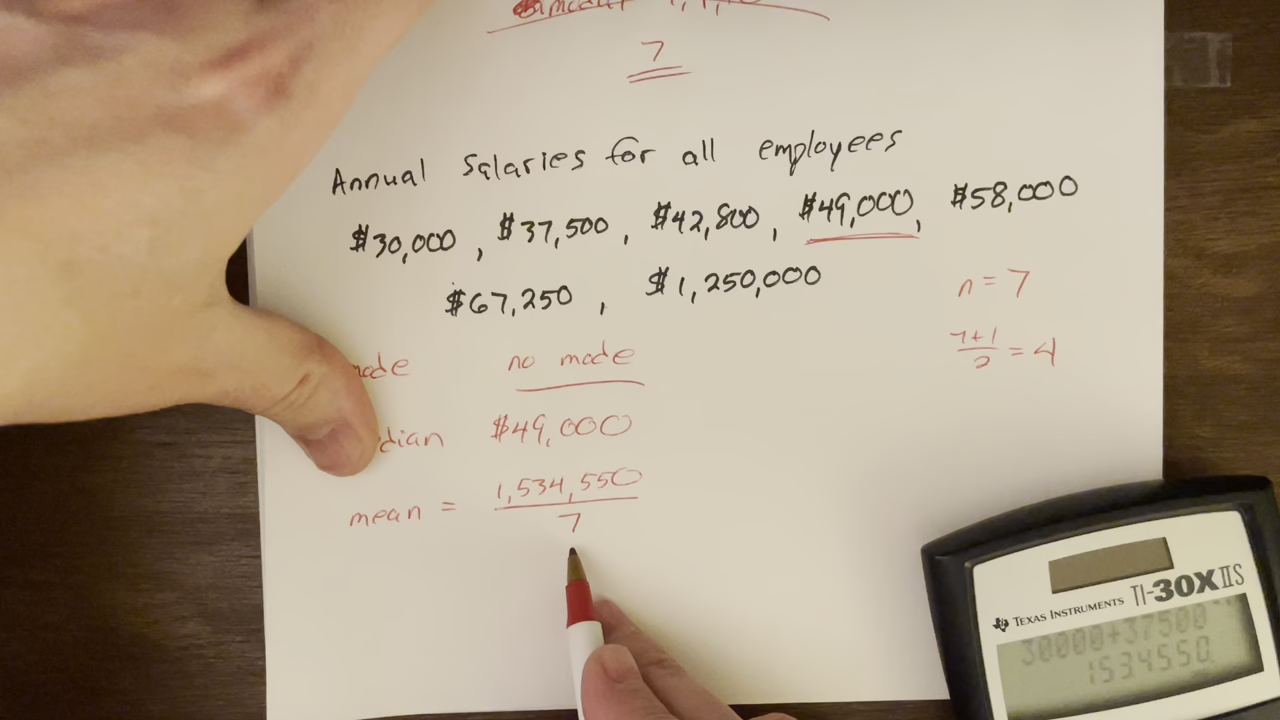 7
Annual Salaries for all employees
$30,000, $37,500, $42,800, $49,000, $58,000
$67,250, $1,250,000
n = 7
7+1
2
= 4
no mode
$49,000
mean = 1,534,550
7
TEXAS INSTRUMENTS TI-30X IIS
30000+37500
1534550